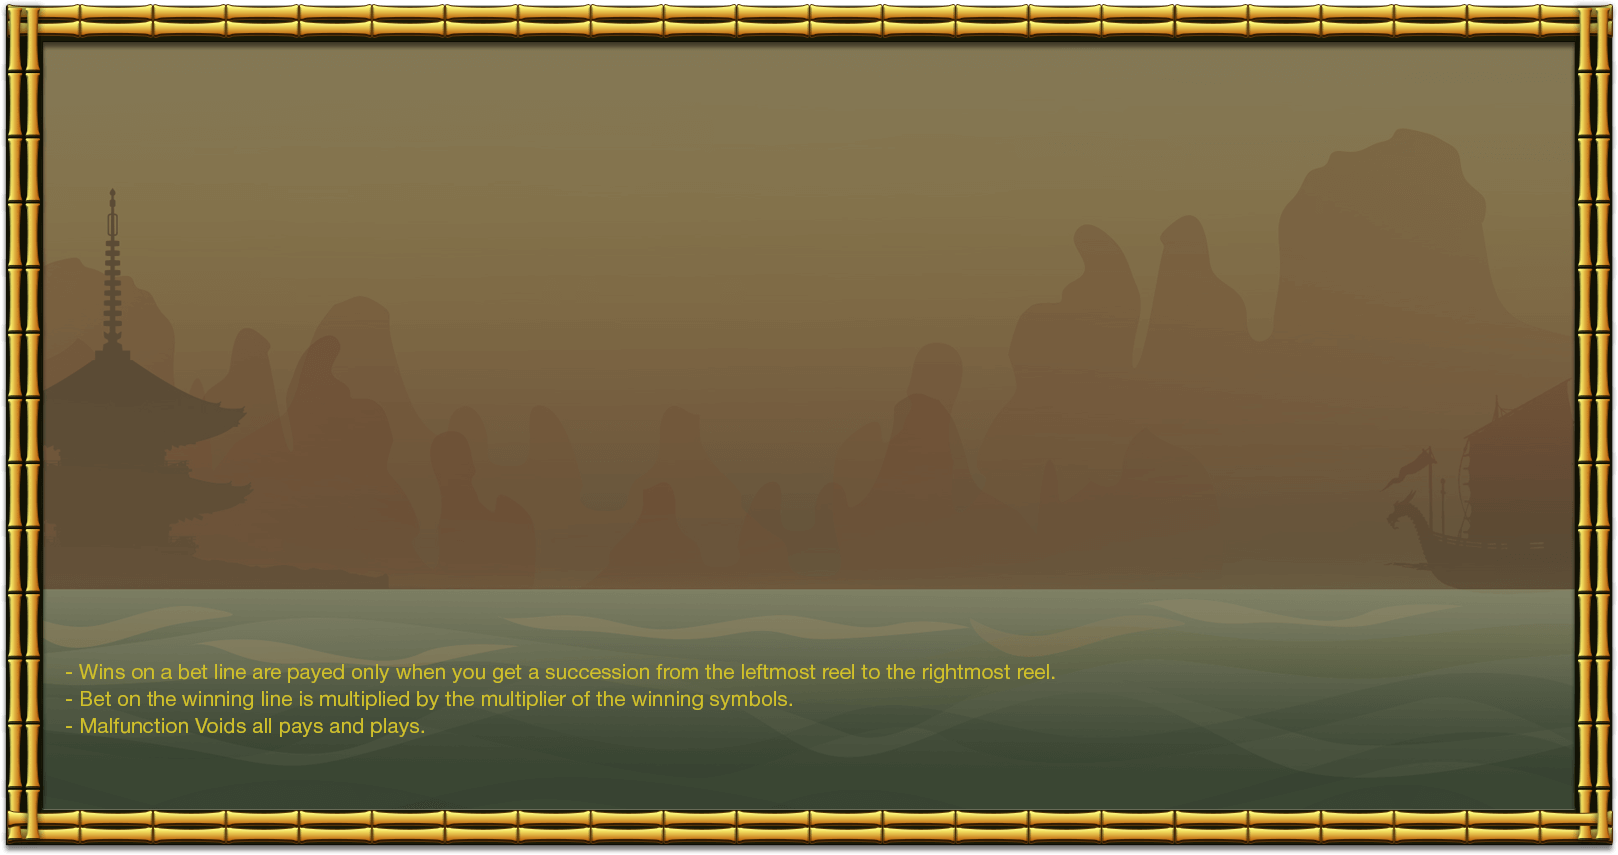 - Wins on a bet line are payed only when you get a succession from the leftmost reel to the rightmost reel.
- Bet on the winning line is multiplied by the multiplier of the winning symbols.
- Malfunction Voids all pays and plays.